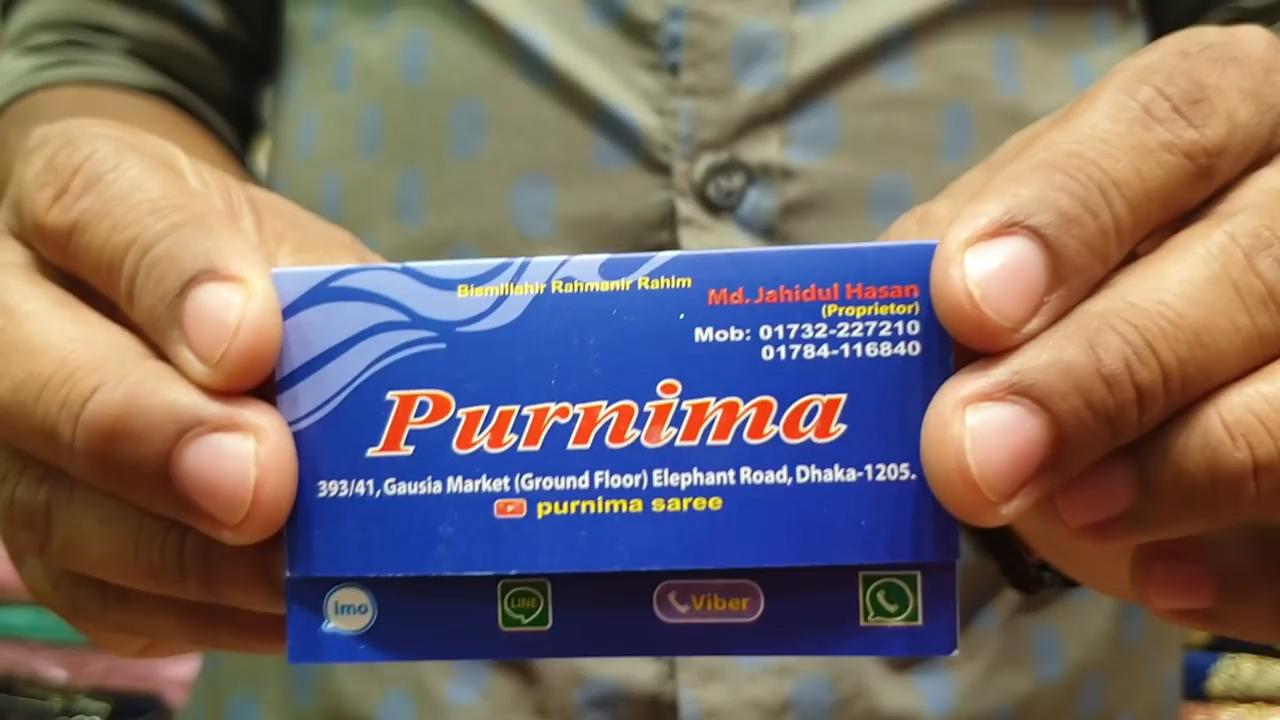 Bismillahir Rahmanir Rahim
Md. Jahidul Hasan
(Proprietor)
Mob: 01732-227210
01784-116840
Purnima
393/41, Gausia Market (Ground Floor) Elephant Road, Dhaka-1205.
purnima saree
imo LINE Viber